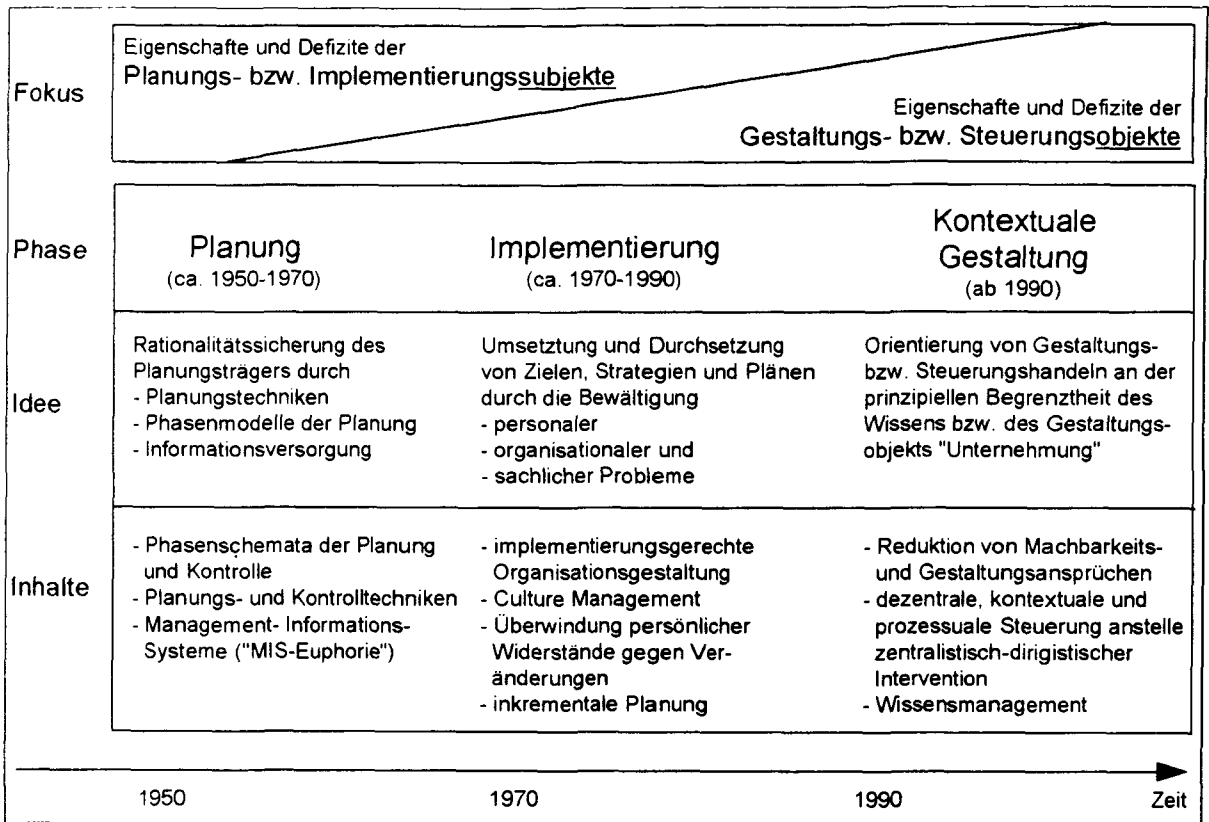 Fokus
Eigenschafte und Defizite der
Planungs- bzw. Implementierungssubjekte
Eigenschafte und Defizite der
Gestaltungs- bzw. Steuerungsobjekte
Phase
Planung
(ca. 1950-1970)
Implementierung
(ca. 1970-1990)
Kontextuale
Gestaltung
(ab 1990)
Idee
Rationalitätssicherung des
Planungsträgers durch
- Planungstechniken
- Phasenmodelle der Planung
- Informationsversorgung
Umsetztung und Durchsetzung
von Zielen, Strategien und Plänen
durch die Bewältigung
- personaler
- organisationaler und
- sachlicher Probleme
Orientierung von Gestaltungs-
bzw. Steuerungshandeln an der
prinzipiellen Begrenztheit des
Wissens bzw. des Gestaltungs-
objekts "Unternehmung"
Inhalte
- Phasenschemata der Planung
und Kontrolle
- Planungs- und Kontrolltechniken
- Management- Informations-
Systeme ("MIS-Euphorie")
- implementierungsgerechte
Organisationsgestaltung
- Culture Management
- Überwindung persönlicher
Widerstände gegen Ver-
änderungen
- inkrementale Planung
- Reduktion von Machbarkeits-
und Gestaltungsansprüchen
- dezentrale, kontextuale und
prozessuale Steuerung anstelle
zentralistisch-dirigistischer
Intervention
- Wissensmanagement
1950
1970
1990
Zeit